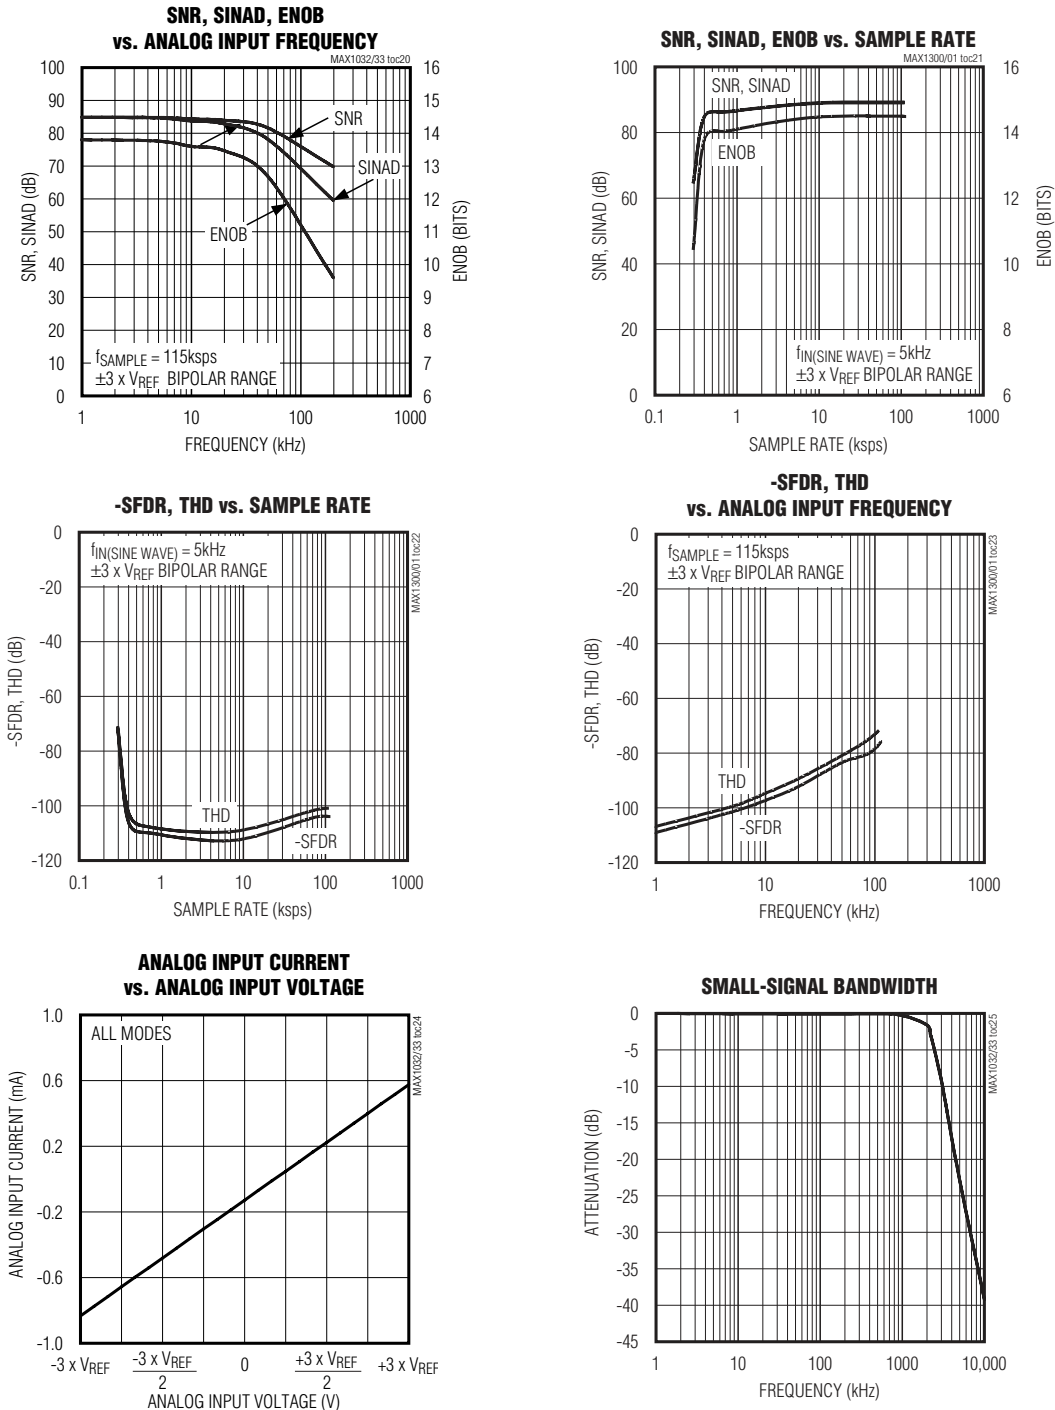 SNR, SINAD, ENOB
vs. ANALOG INPUT FREQUENCY
MAX1032/33 toc20
100
90
80
70
60
50
40
30
20
10
0
SNR, SINAD (dB)
16
15
14
13
12
11
10
9
8
7
6
ENOB (BITS)
SNR
SINAD
ENOB
fSAMPLE = 115ksps
±3 x VREF BIPOLAR RANGE
1
10
100
1000
FREQUENCY (kHz)
SNR, SINAD, ENOB vs. SAMPLE RATE
MAX1300/01 toc21
100
80
60
40
20
0
SNR, SINAD (dB)
16
14
12
10
8
6
ENOB (BITS)
SNR, SINAD
ENOB
fIN(SINE WAVE) = 5kHz
±3 x VREF BIPOLAR RANGE
0.1
1
10
100
1000
SAMPLE RATE (ksps)
-SFDR, THD vs. SAMPLE RATE
MAX1300/01 toc22
0
-20
-40
-60
-80
-100
-120
-SFDR, THD (dB)
fIN(SINE WAVE) = 5kHz
±3 x VREF BIPOLAR RANGE
THD
-SFDR
0.1
1
10
100
1000
SAMPLE RATE (ksps)
-SFDR, THD
vs. ANALOG INPUT FREQUENCY
MAX1300/01 toc23
0
-20
-40
-60
-80
-100
-120
-SFDR, THD (dB)
fSAMPLE = 115ksps
±3 x VREF BIPOLAR RANGE
THD
-SFDR
1
10
100
1000
FREQUENCY (kHz)
ANALOG INPUT CURRENT
vs. ANALOG INPUT VOLTAGE
MAX1032/33 toc24
1.0
0.6
0.2
-0.2
-0.6
-1.0
ANALOG INPUT CURRENT (mA)
ALL MODES
-3 x VREF
-3 x VREF
2
0
+3 x VREF
2
+3 x VREF
ANALOG INPUT VOLTAGE (V)
SMALL-SIGNAL BANDWIDTH
MAX1032/33 toc25
0
-5
-10
-15
-20
-25
-30
-35
-40
-45
ATTENUATION (dB)
1
10
100
1000
10,000
FREQUENCY (kHz)